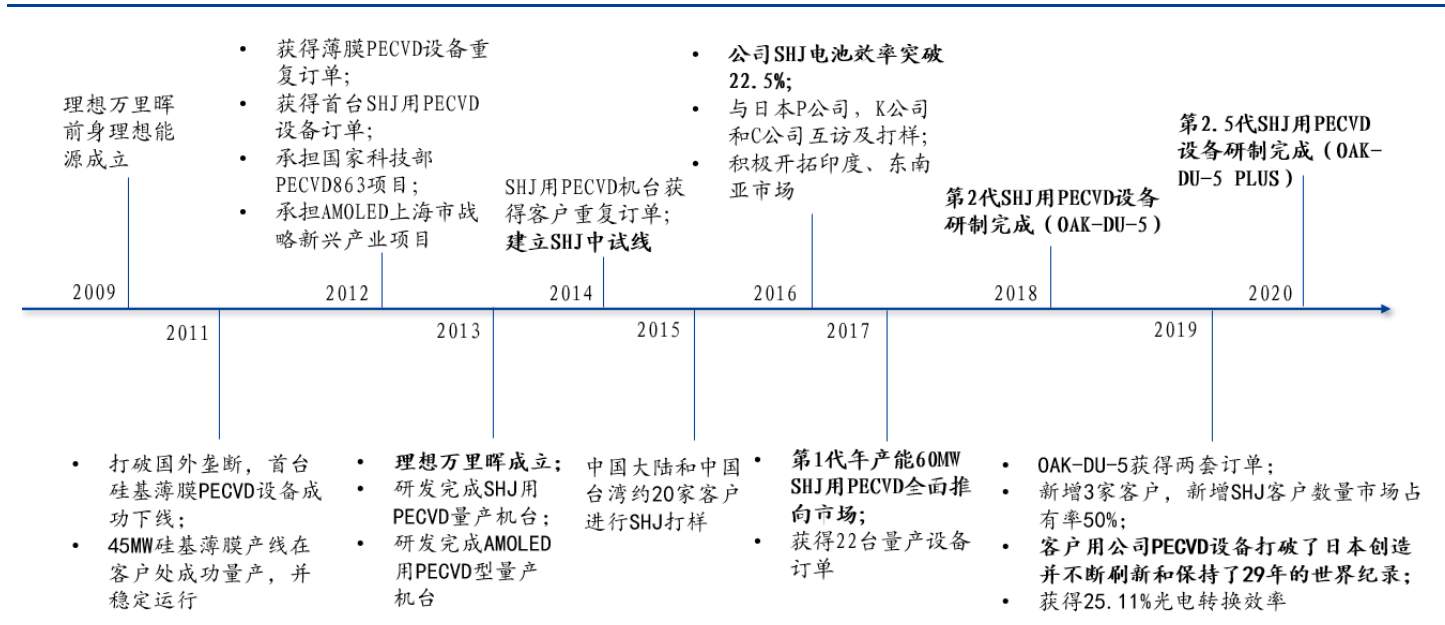 理想万里晖
前身理想能
源成立
2009
• 获得薄膜PECVD设备重
复订单;
• 获得首台SHJ用PECVD
设备订单;
• 承担国家科技部
PECVD863项目;
• 承担AMOLED上海市战
略新兴产业项目
2012
SHJ用PECVD机台获
得客户重复订单;
建立SHJ中试线
2014
• 公司SHJ电池效率突破
22.5%;
• 与日本P公司，K公司
和C公司互访及打样;
• 积极开拓印度、东南
亚市场
2016
第2代SHJ用PECVD设备
研制完成（OAK-DU-5）
2018
第2.5代SHJ用PECVD
设备研制完成（OAK-
DU-5 PLUS）
2020
2011
• 打破国外垄断，首台
硅基薄膜PECVD设备成
功下线;
• 45MW硅基薄膜产线在
客户处成功量产，并
稳定运行
2013
• 理想万里晖成立;
• 研发完成SHJ用
PECVD量产机台;
• 研发完成AMOLED
用PECVD型量产
机台
2015
中国大陆和中国
台湾约20家客户
进行SHJ打样
2017
• 第1代年产能60MW
SHJ用PECVD全面推
向市场;
• 获得22台量产设备
订单
2019
• OAK-DU-5获得两套订单;
• 新增3家客户，新增SHJ客户数量市场占
有率50%;
• 客户用公司PECVD设备打破了日本创造
并不断刷新和保持了29年的世界纪录;
• 获得25.11%光电转换效率